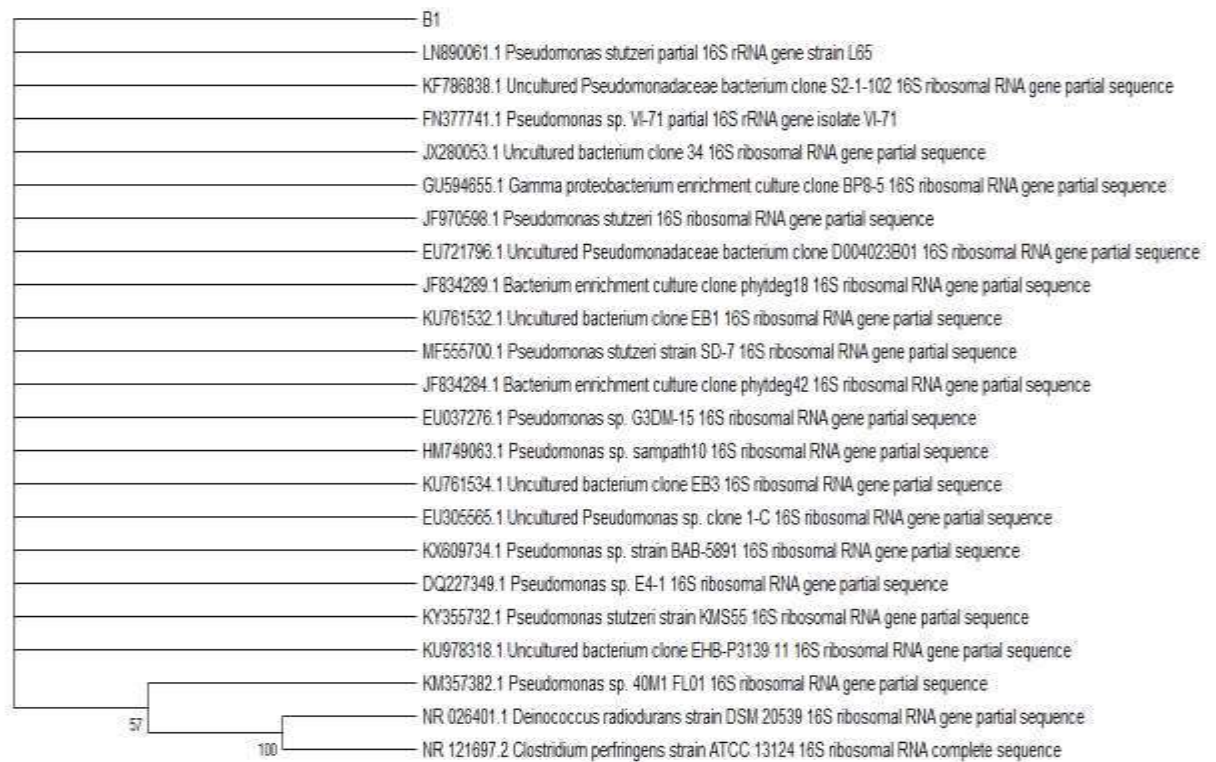 B1
LN890061.1 Pseudomonas stutzeri partial 16S rRNA gene strain L65
KF786838.1 Uncultured Pseudomonadaceae bacterium clone S2-1-102 16S ribosomal RNA gene partial sequence
FN377741.1 Pseudomonas sp. VI-71 partial 16S rRNA gene isolate VI-71
JX280053.1 Uncultured bacterium clone 34 16S ribosomal RNA gene partial sequence
GU594655.1 Gamma proteobacterium enrichment culture clone BP8-5 16S ribosomal RNA gene partial sequence
JF970598.1 Pseudomonas stutzeri 16S ribosomal RNA gene partial sequence
EU721796.1 Uncultured Pseudomonadaceae bacterium clone D004023B01 16S ribosomal RNA gene partial sequence
JF834289.1 Bacterium enrichment culture clone phytdeg18 16S ribosomal RNA gene partial sequence
KU761532.1 Uncultured bacterium clone EB1 16S ribosomal RNA gene partial sequence
MF555700.1 Pseudomonas stutzeri strain SD-7 16S ribosomal RNA gene partial sequence
JF834284.1 Bacterium enrichment culture clone phytdeg42 16S ribosomal RNA gene partial sequence
EU037276.1 Pseudomonas sp. G3DM-15 16S ribosomal RNA gene partial sequence
HM749063.1 Pseudomonas sp. sampath10 16S ribosomal RNA gene partial sequence
KU761534.1 Uncultured bacterium clone EB3 16S ribosomal RNA gene partial sequence
EU305565.1 Uncultured Pseudomonas sp. clone 1-C 16S ribosomal RNA gene partial sequence
KX609734.1 Pseudomonas sp. strain BAB-5891 16S ribosomal RNA gene partial sequence
DQ227349.1 Pseudomonas sp. E4-1 16S ribosomal RNA gene partial sequence
KY355732.1 Pseudomonas stutzeri strain KMS55 16S ribosomal RNA gene partial sequence
KU978318.1 Uncultured bacterium clone EHB-P3139 11 16S ribosomal RNA gene partial sequence
KM357382.1 Pseudomonas sp. 40M1 FL01 16S ribosomal RNA gene partial sequence
57
NR 026401.1 Deinococcus radiodurans strain DSM 20539 16S ribosomal RNA gene partial sequence
100
NR 121697.2 Clostridium perfringens strain ATCC 13124 16S ribosomal RNA complete sequence